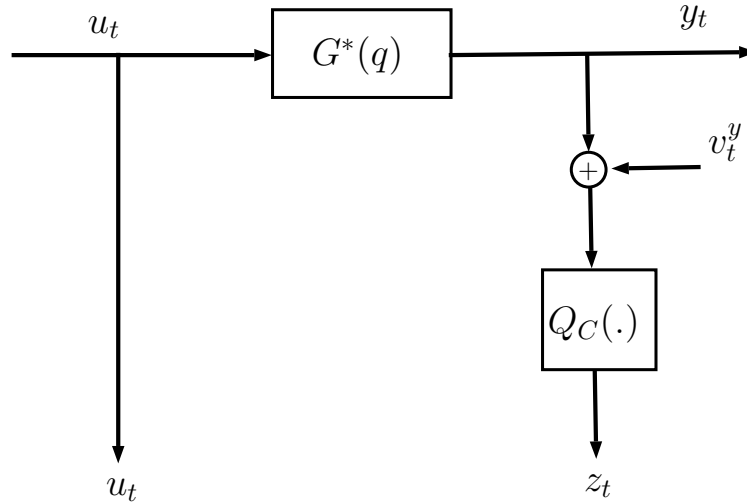 u_t
G^*(q)
y_t
v_t^y
+
Q_C(.)
u_t
z_t